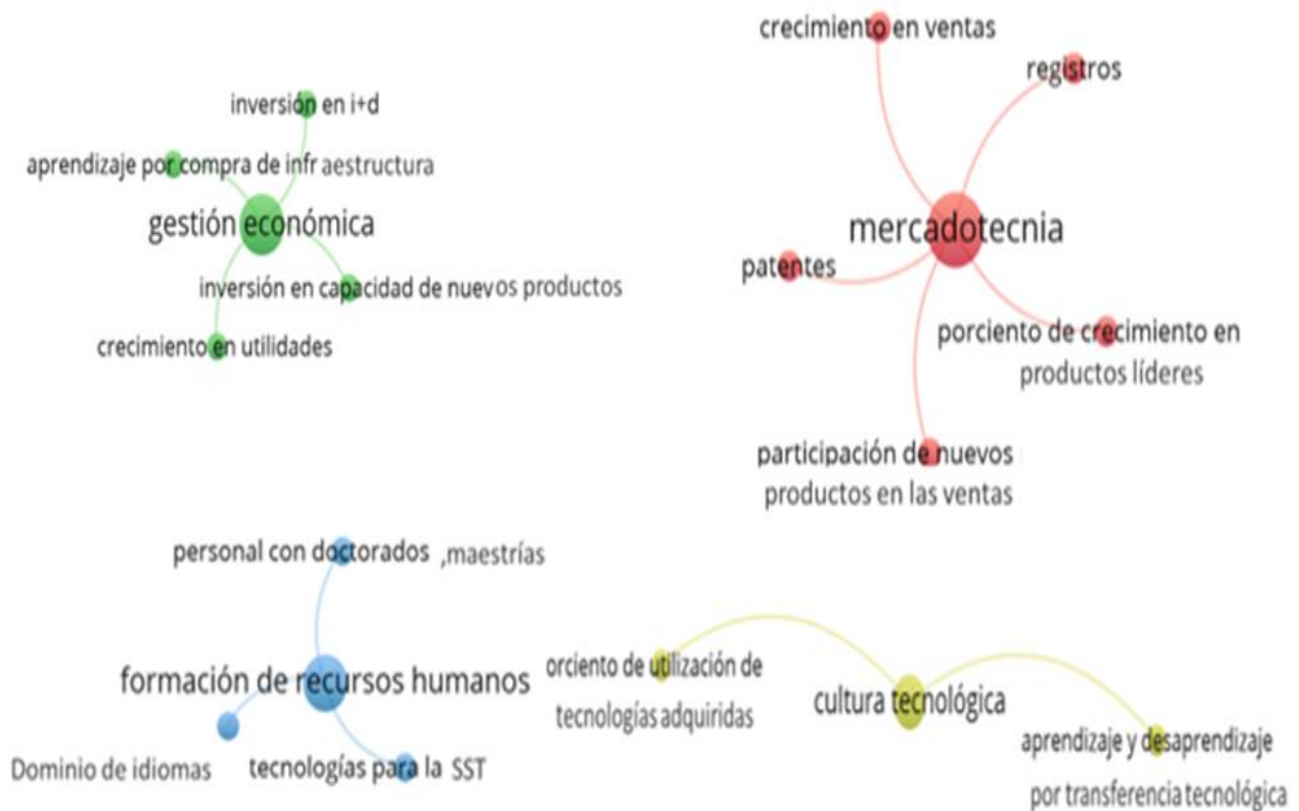 inversión en i+d
aprendizaje por compra de infr aestructura
gestión económica
inversión en capacidad de nuevos productos
crecimiento en utilidades
crecimiento en ventas
registros
mercadotecnia
patentes
porciento de crecimiento en
productos líderes
participación de nuevos
productos en las ventas
personal con doctorados ,maestrías
formación de recursos humanos
Dominio de idiomas
tecnologías para la SST
orciento de utilización de
tecnologías adquiridas
cultura tecnológica
aprendizaje y desaprendizaje
por transferencia tecnológica